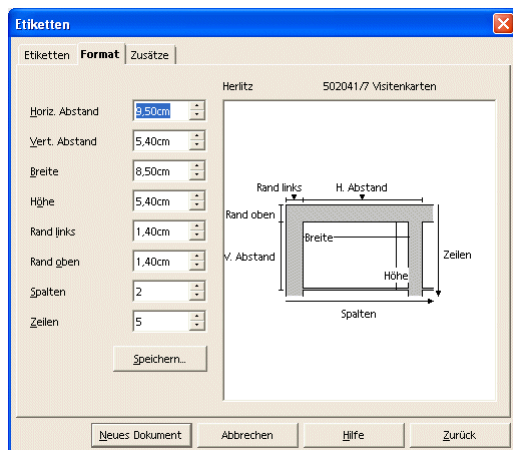 Etiketten
Etiketten Format Zusätze
Herlitz 502041/7 Visitenkarten
Horiz. Abstand 9,50cm
Vert. Abstand 5,40cm
Breite 8,50cm
Höhe 5,40cm
Rand links 1,40cm
Rand oben 1,40cm
Spalten 2
Zeilen 5
Speichern...
Rand links H. Abstand
Rand oben
Breite
V. Abstand
Höhe
Zeilen
Spalten
Neues Dokument Abbrechen Hilfe Zurück